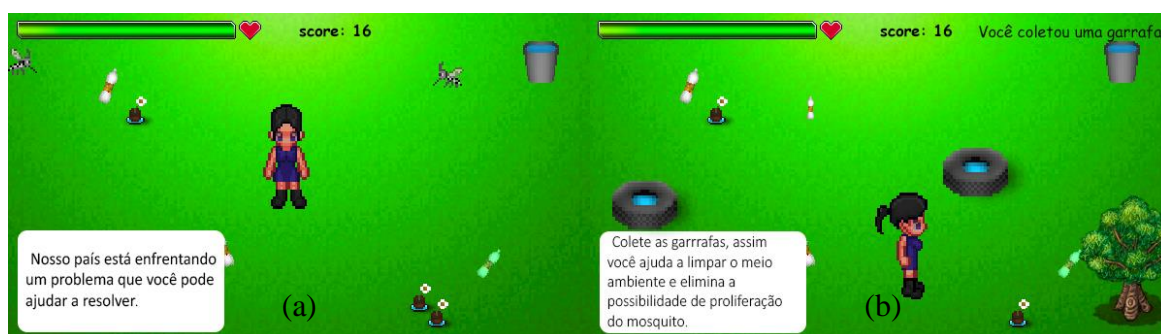 score: 16
Nosso país está enfrentando
um problema que você pode
ajudar a resolver.
(a)
score: 16 Você coletou uma garrafa
Colete as garrrafas, assim
você ajuda a limpar o meio
ambiente e elimina a
possibilidade de proliferação
do mosquito.
(b)